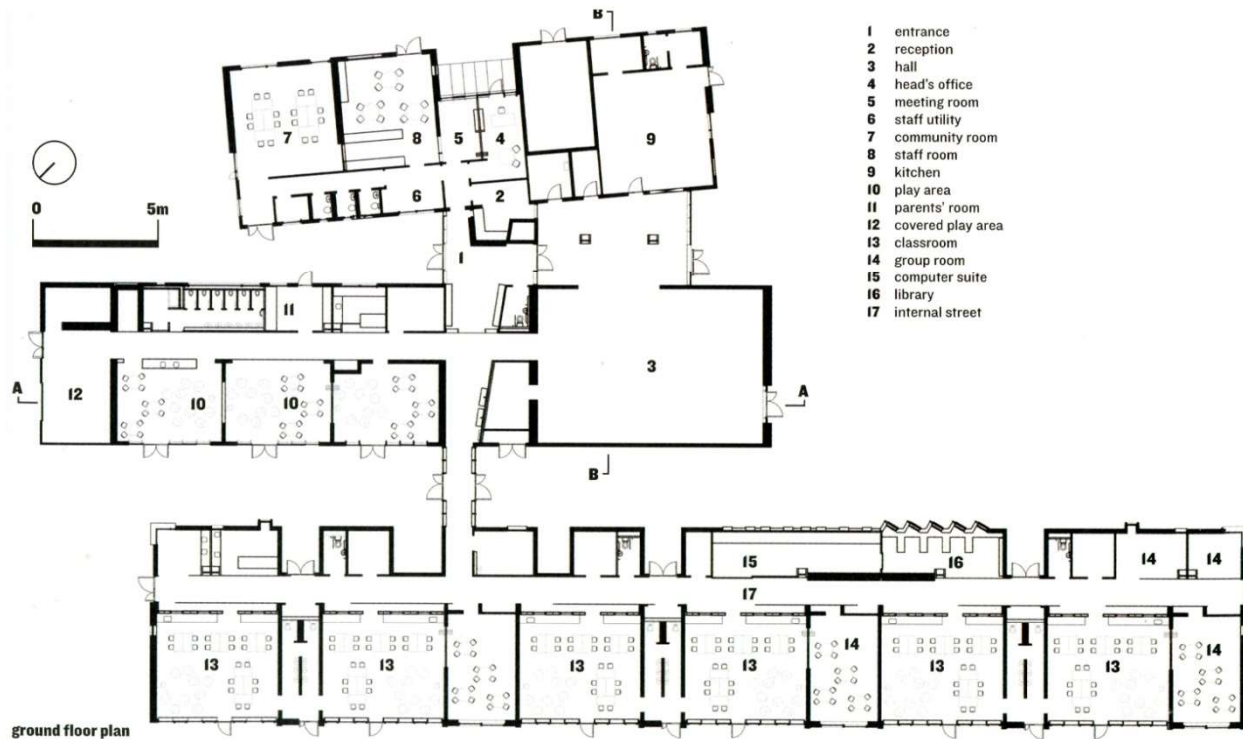 B
1 entrance
2 reception
3 hall
4 head's office
5 meeting room
6 staff utility
7 community room
8 staff room
9 kitchen
10 play area
11 parents' room
12 covered play area
13 classroom
14 group room
15 computer suite
16 library
17 internal street
7
8
5
4
9
6
2
0 5m
1
11
3
A
12
10
10
A
B
15
16
14
14
17
13
13
13
13
14
13
13
14
ground floor plan